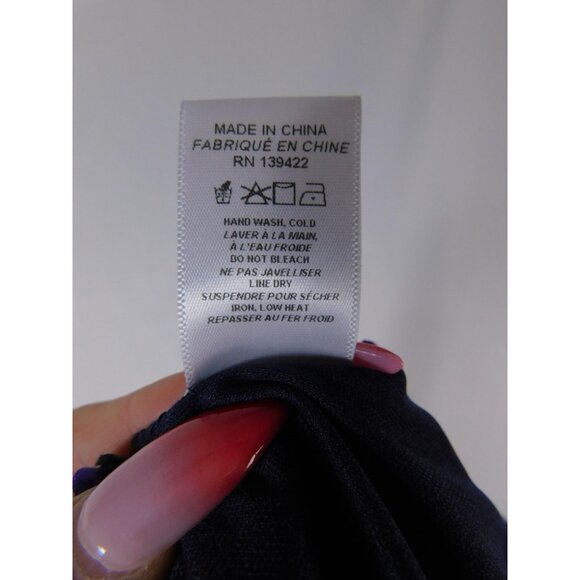 MADE IN CHINA
FABRIQUÉ EN CHINE
RN 139422
HAND WASH, COLD
LAVER À LA MAIN,
À L'EAU FROIDE
DO NOT BLEACH
NE PAS JAVELLISER
LINE DRY
SUSPENDRE POUR SÉCHER
IRON, LOW HEAT
REPASSER AU FER FROID